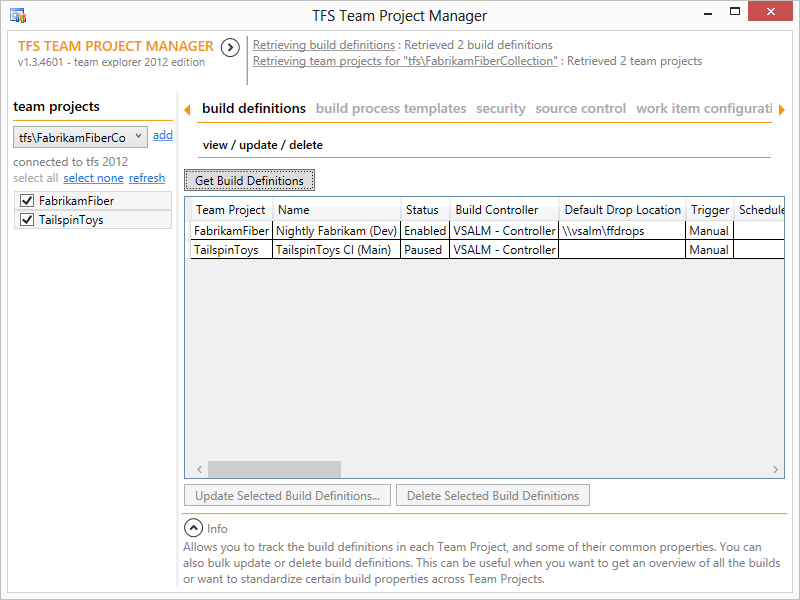 TFS Team Project Manager
TFS TEAM PROJECT MANAGER
v1.3.4601 - team explorer 2012 edition
Retrieving build definitions : Retrieved 2 build definitions
Retrieving team projects for "tfs\FabrikamFiberCollection" : Retrieved 2 team projects
team projects
tfs\FabrikamFiberCo add
connected to tfs 2012
select all select none refresh
FabrikamFiber
TailspinToys
build definitions build process templates security source control work item configurati
view / update / delete
Get Build Definitions
Team Project Name Status Build Controller Default Drop Location Trigger Schedule
FabrikamFiber Nightly Fabrikam (Dev) Enabled VSALM - Controller \\vsalm\ffdrops Manual
TailspinToys TailspinToys CI (Main) Paused VSALM - Controller Manual
Update Selected Build Definitions... Delete Selected Build Definitions
Info
Allows you to track the build definitions in each Team Project, and some of their common properties. You can
also bulk update or delete build definitions. This can be useful when you want to get an overview of all the builds
or want to standardize certain build properties across Team Projects.